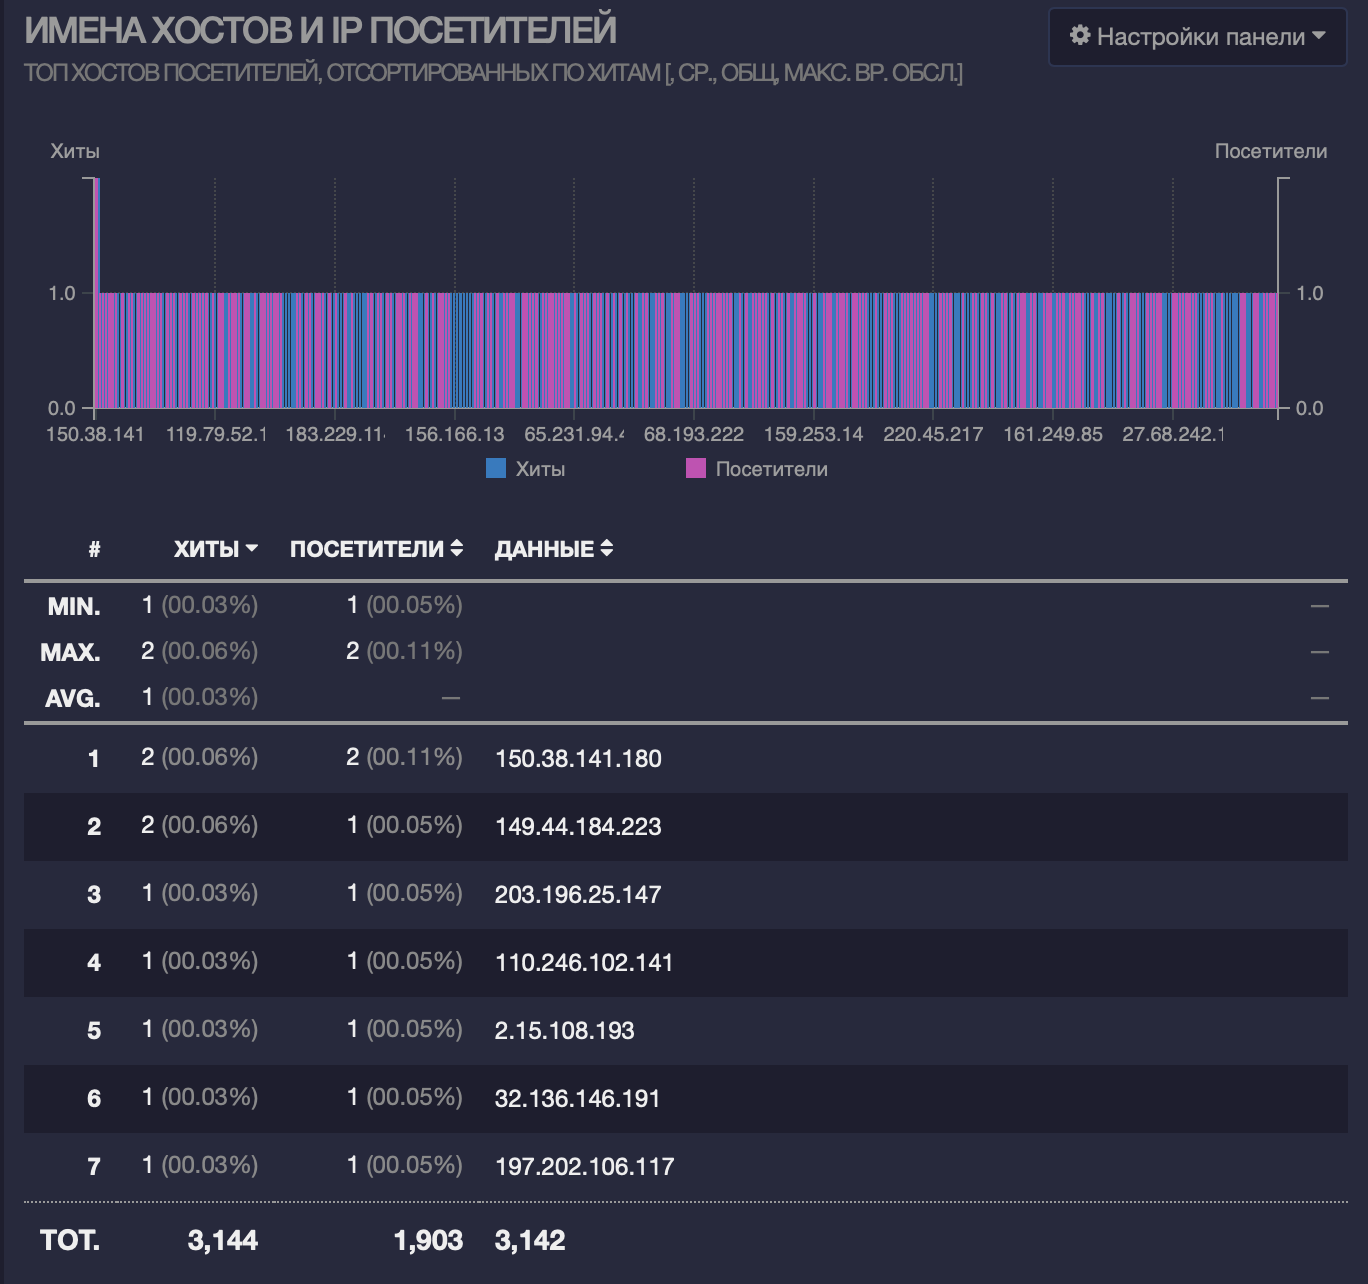 ИМЕНА ХОСТОВ И IP ПОСЕТИТЕЛЕЙ
Настройки панели
ТОП ХОСТОВ ПОСЕТИТЕЛЕЙ, ОТСОРТИРОВАННЫХ ПО ХИТАМ [, СР., ОБЩ, МАКС. ВР. ОБСЛ.]
Хиты Посетители
1.0 1.0
0.0 0.0
150.38.141 119.79.52.1 183.229.11 156.166.13 65.231.94.4 68.193.222 159.253.14 220.45.217 161.249.85 27.68.242.1
Хиты Посетители
# ХИТЫ ПОСЕТИТЕЛИ ДАННЫЕ
MIN. 1 (00.03%) 1 (00.05%) —
MAX. 2 (00.06%) 2 (00.11%) —
AVG. 1 (00.03%) — —
1 2 (00.06%) 2 (00.11%) 150.38.141.180
2 2 (00.06%) 1 (00.05%) 149.44.184.223
3 1 (00.03%) 1 (00.05%) 203.196.25.147
4 1 (00.03%) 1 (00.05%) 110.246.102.141
5 1 (00.03%) 1 (00.05%) 2.15.108.193
6 1 (00.03%) 1 (00.05%) 32.136.146.191
7 1 (00.03%) 1 (00.05%) 197.202.106.117
TOT. 3,144 1,903 3,142